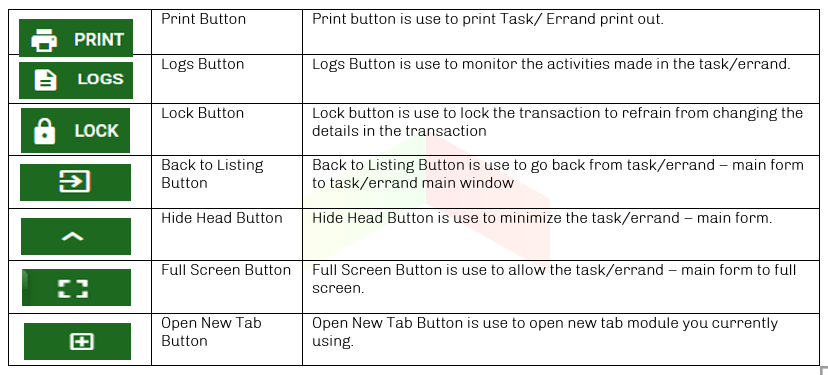 PRINT
Print Button
Print button is use to print Task/ Errand print out.
LOGS
Logs Button
Logs Button is use to monitor the activities made in the task/errand.
LOCK
Lock Button
Lock button is use to lock the transaction to refrain from changing the
details in the transaction
Back to Listing
Button
Back to Listing Button is use to go back from task/errand – main form
to task/errand main window
Hide Head Button
Hide Head Button is use to minimize the task/errand – main form.
Full Screen Button
Full Screen Button is use to allow the task/errand – main form to full
screen.
Open New Tab
Button
Open New Tab Button is use to open new tab module you currently
using.